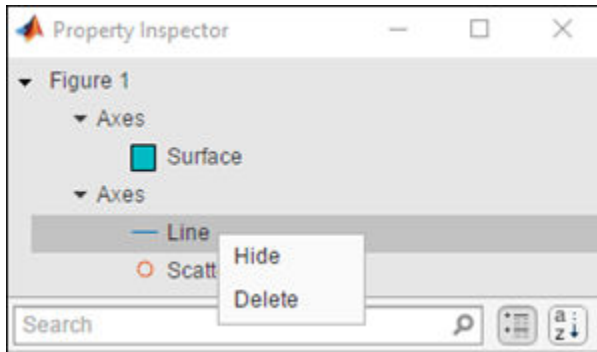 Property Inspector
Figure 1
Axes
Surface
Axes
Line
Hide
Scatt
Delete
Search
a
z